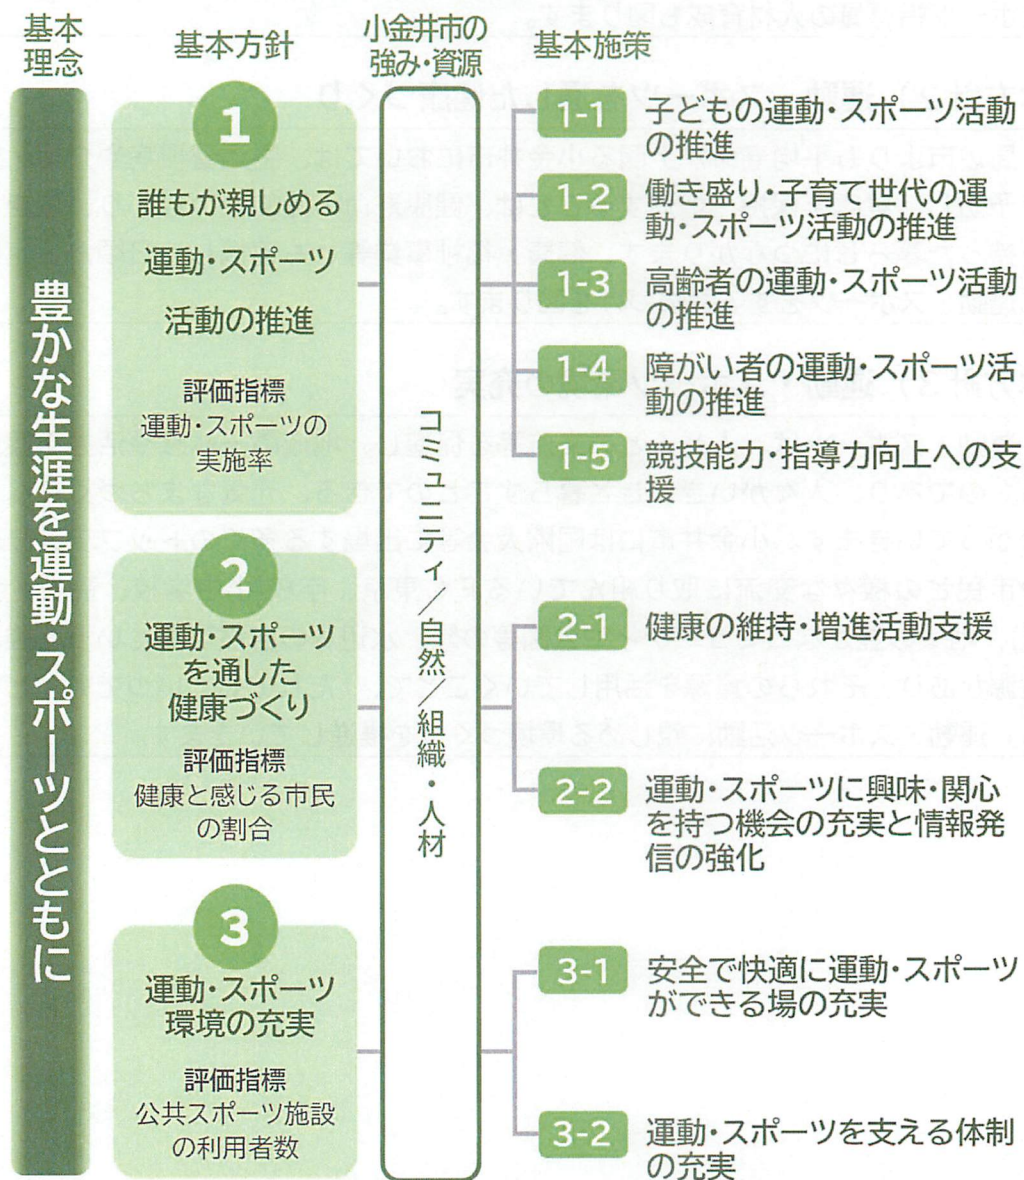 基本
理念
基本方針
小金井市の
強み・資源
基本施策
豊かな生涯を運動・スポーツとともに
1
誰もが親しめる
運動・スポーツ
活動の推進
評価指標
運動・スポーツの
実施率
2
運動・スポーツ
を通した
健康づくり
評価指標
健康と感じる市民
の割合
3
運動・スポーツ
環境の充実
評価指標
公共スポーツ施設
の利用者数
コミュニティ/自然/組織・人材
1-1 子どもの運動・スポーツ活動
の推進
1-2 働き盛り・子育て世代の運
動・スポーツ活動の推進
1-3 高齢者の運動・スポーツ活動
の推進
1-4 障がい者の運動・スポーツ活
動の推進
1-5 競技能力・指導力向上への支
援
2-1 健康の維持・増進活動支援
2-2 運動・スポーツに興味・関心
を持つ機会の充実と情報発
信の強化
3-1 安全で快適に運動・スポーツ
ができる場の充実
3-2 運動・スポーツを支える体制
の充実